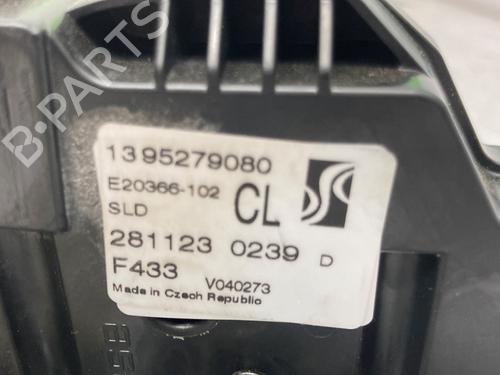 B-PARTS
1395279080
E20366-102
SLD
CL
281123 0239 D
F433 V040273
Made in Czech Republic